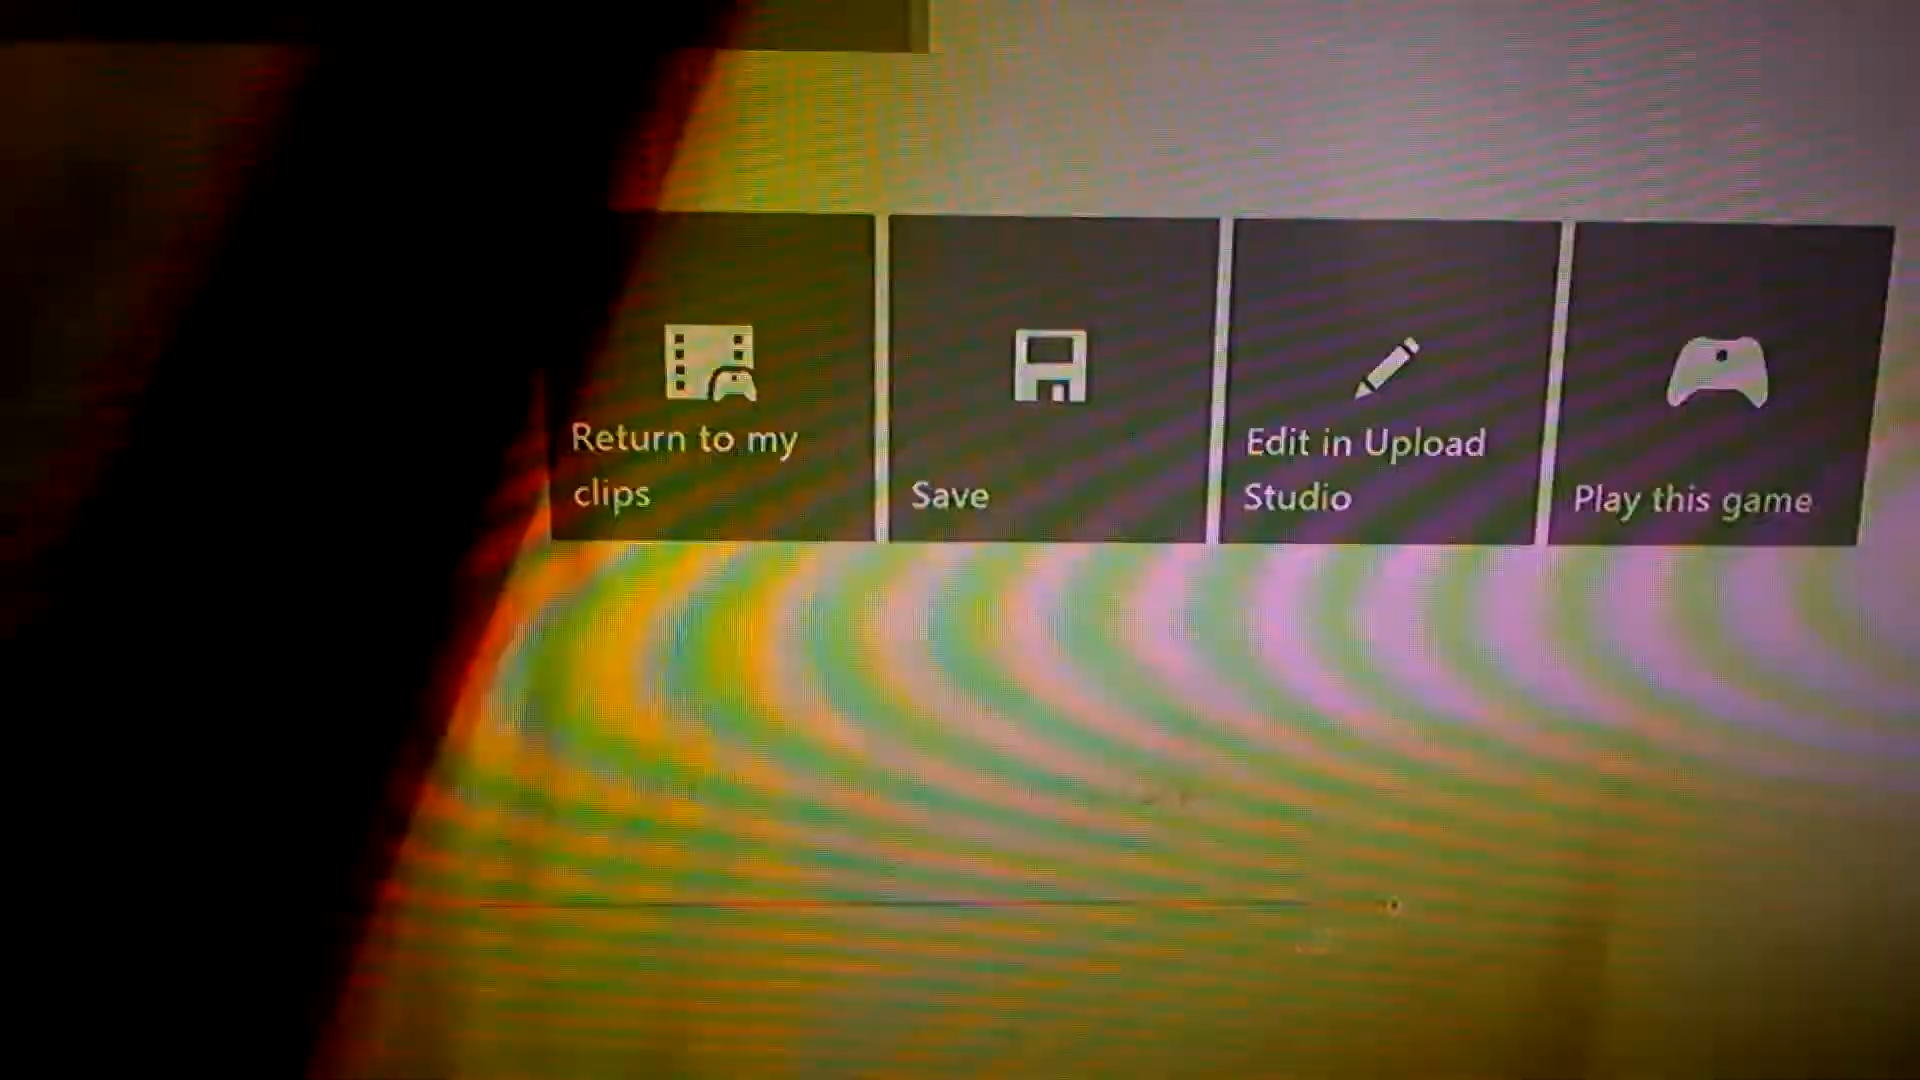 Return to my
clips
Save
Edit in Upload
Studio
Play this game